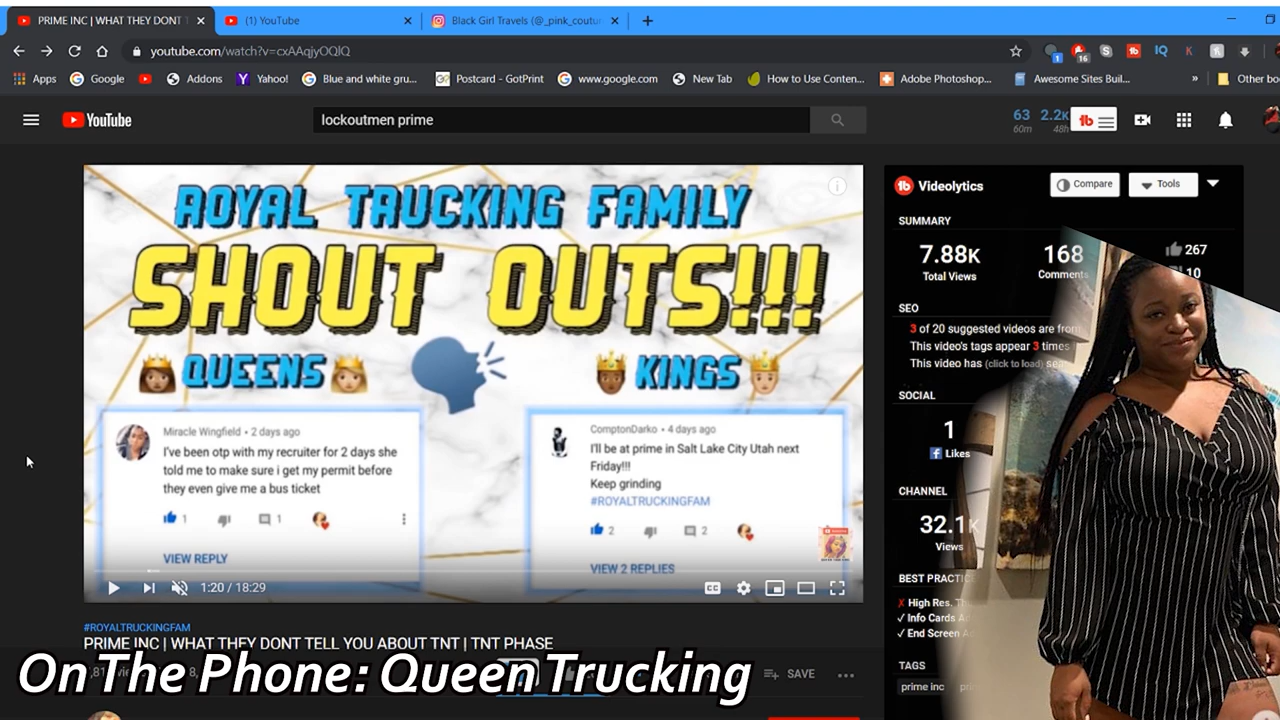 PRIME INC | WHAT THEY DONT T
(1) YouTube
Black Girl Travels (@_pink_coutu
youtube.com/watch?v=cxAAqjyOQlQ
1
16
IQ
K
Apps
Google
Addons
Yahoo!
Blue and white gru...
Postcard - GotPrint
www.google.com
New Tab
How to Use Conten...
Adobe Photoshop...
Awesome Sites Buil...
»
Other bo
YouTube
lockoutmen prime
63
60m
2.2K
48h
ROYAL TRUCKING FAMILY
SHOUT OUTS!!!
QUEENS
KINGS
Miracle Wingfield • 2 days ago
I've been otp with my recruiter for 2 days she
told me to make sure i get my permit before
they even give me a bus ticket
1
1
VIEW REPLY
ComptonDarko • 4 days ago
I'll be at prime in Salt Lake City Utah next
Friday!!!
Keep grinding
#ROYALTRUCKINGFAM
2
2
VIEW 2 REPLIES
1:20 / 18:29
CC
#ROYALTRUCKINGFAM
PRIME INC | WHAT THEY DONT TELL YOU ABOUT TNT | TNT PHASE
SAVE
On The Phone: Queen Trucking
Videolytics
Compare
Tools
SUMMARY
7.88K
Total Views
168
Comments
267
10
SEO
3 of 20 suggested videos are from
This video's tags appear 3 times
This video has (click to load) sea
SOCIAL
1
Likes
CHANNEL
32.1K
Views
BEST PRACTIC
✗ High Res. Th
✓ Info Cards A
✓ End Screen A
TAGS
prime inc